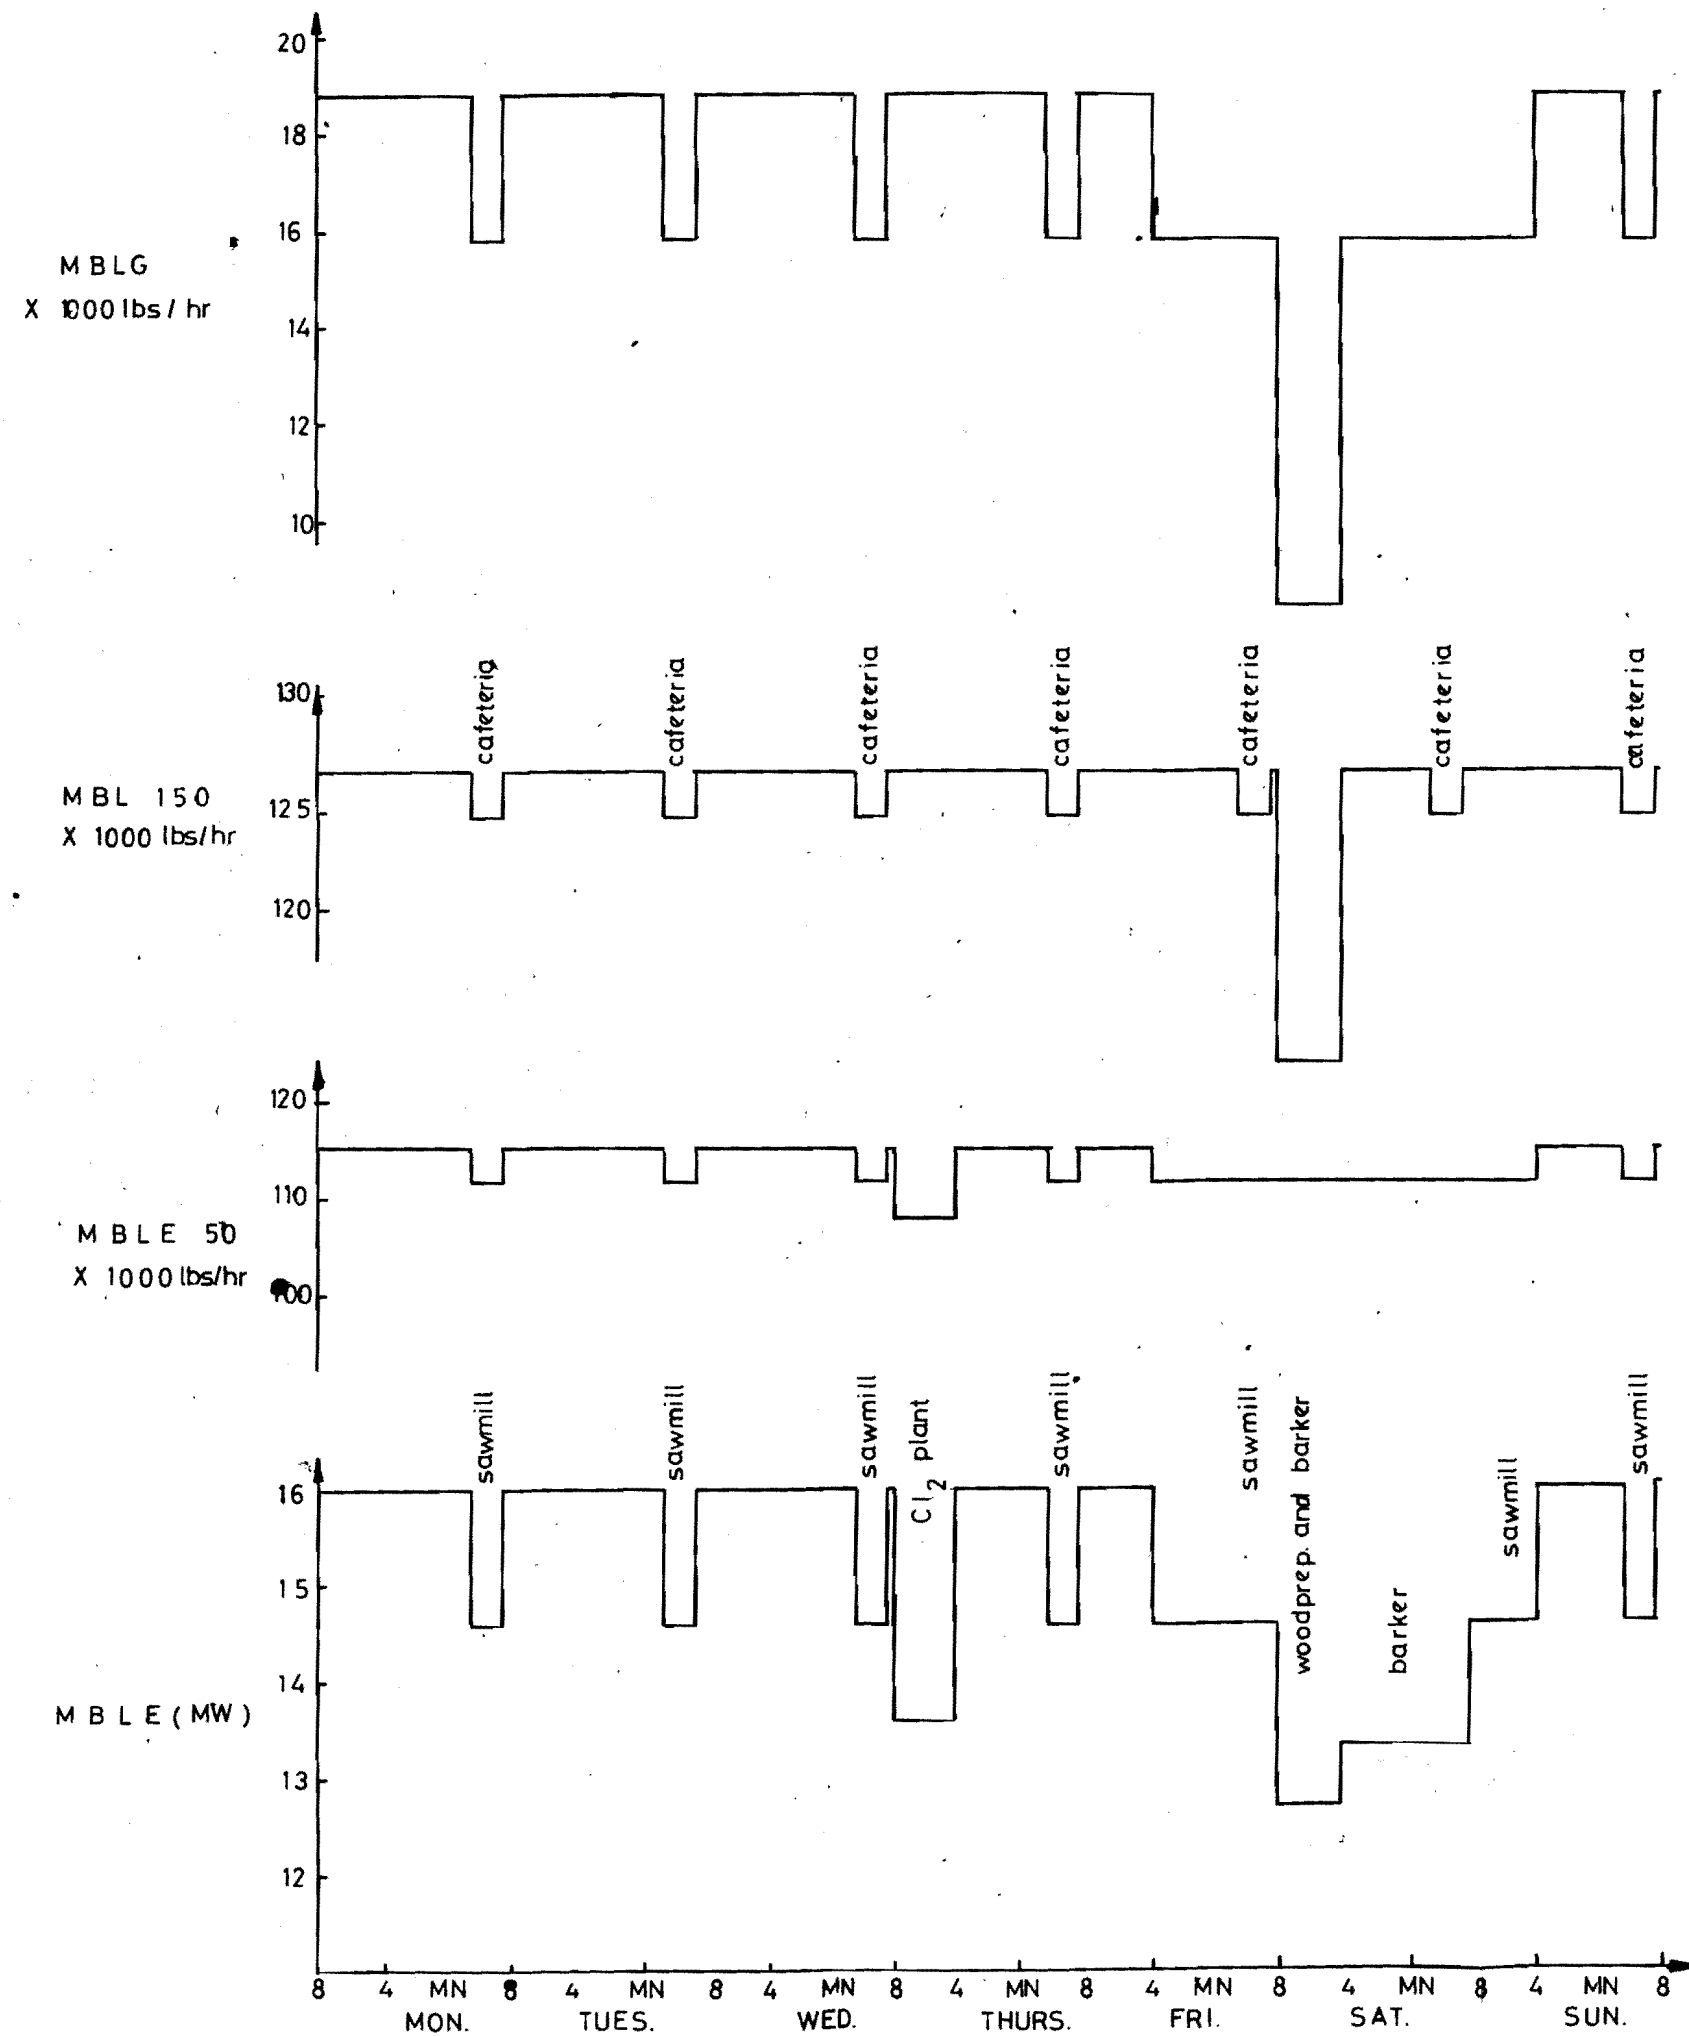 20
18
16
MBLG
X 1000 lbs / hr
14
12
10
cafeteria cafeteria cafeteria cafeteria cafeteria cafeteria cafeteria
130
MBL 150
125
X 1000 lbs/hr
120
120
110
MBLE 50
X 1000 lbs/hr
100
sawmill sawmill sawmill Cl2 plant sawmill sawmill woodprep. and barker barker sawmill sawmill
16
15
14
MBLE (MW)
13
12
8 4 MN 8 4 MN 8 4 MN 8 4 MN 4 MN 8 4 MN 8 4 MN 8
MON. TUES. WED. THURS. FRI. SAT. SUN.